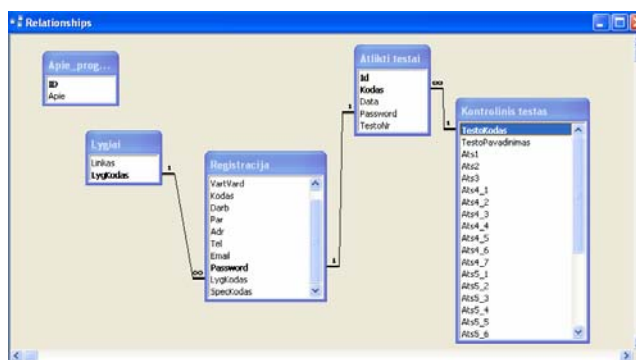 Relationships
Apie_prog...
ID
Apie
Lygiai
Linkas
LygKodas
1
∞
Registracija
VartVard
Kodas
Darb
Par
Adr
Tel
Email
Password
LygKodas
SpecKodas
1
1
Atlikti testai
Id
Kodas
Data
Password
TestoNr
∞
1
Kontrolinis testas
TestoKodas
TestoPavadinimas
Ats1
Ats2
Ats3
Ats4_1
Ats4_2
Ats4_3
Ats4_4
Ats4_5
Ats4_6
Ats4_7
Ats5_1
Ats5_2
Ats5_3
Ats5_4
Ats5_5
Ats5_6